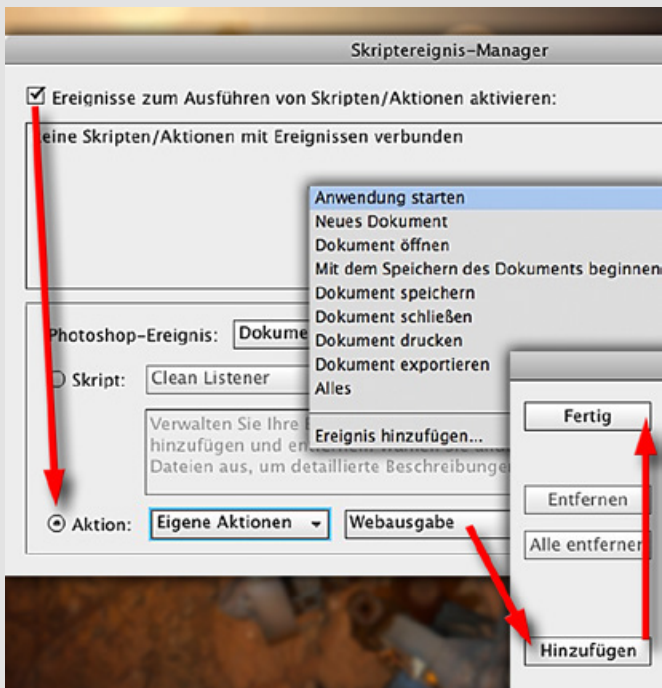 Skriptereignis-Manager
Ereignisse zum Ausführen von Skripten/Aktionen aktivieren:
Keine Skripten/Aktionen mit Ereignissen verbunden
Anwendung starten
Neues Dokument
Dokument öffnen
Mit dem Speichern des Dokuments beginnen
Dokument speichern
Dokument schließen
Dokument drucken
Dokument exportieren
Alles
Ereignis hinzufügen...
Photoshop-Ereignis: Dokume
Skript: Clean Listener
Verwalten Sie Ihre
hinzufügen und
Dateien aus, um detaillierte Beschreibunge
Aktion: Eigene Aktionen Webausgabe
Fertig
Entfernen
Alle entfernen
Hinzufügen